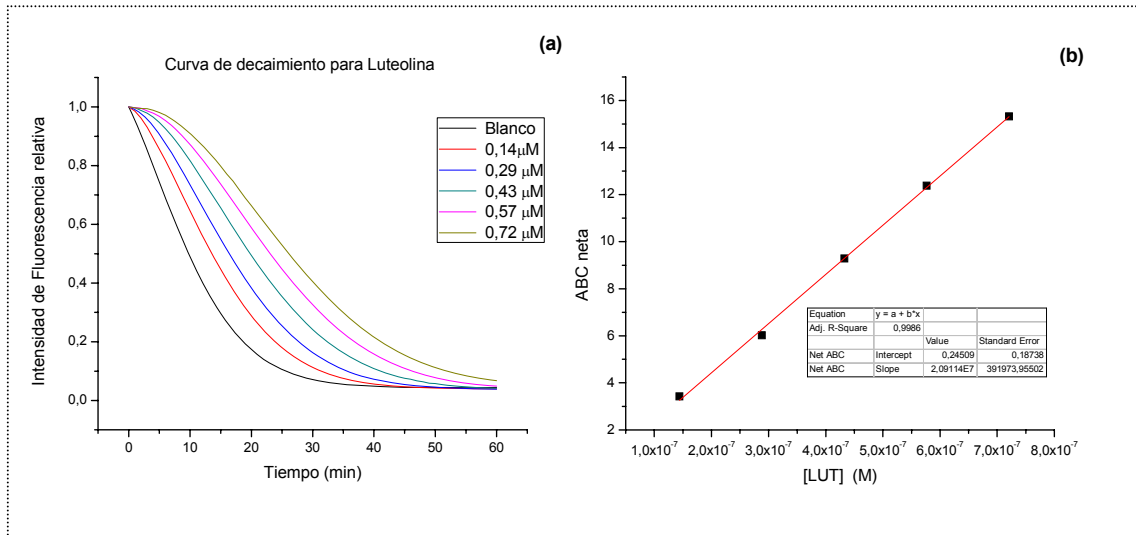 (a)
Curva de decaimiento para Luteolina
Intensidad de Fluorescencia relativa
1,0
0,8
0,6
0,4
0,2
0,0
0 10 20 30 40 50 60
Tiempo (min)
Blanco
0,14μM
0,29 μM
0,43 μM
0,57 μM
0,72 μM
(b)
ABC neta
16
14
12
10
8
6
4
2
1,0x10⁻⁷ 2,0x10⁻⁷ 3,0x10⁻⁷ 4,0x10⁻⁷ 5,0x10⁻⁷ 6,0x10⁻⁷ 7,0x10⁻⁷ 8,0x10⁻⁷
[LUT] (M)
Equation y = a + b*x
Adj. R-Square 0,9986
Value Standard Error
Net ABC Intercept 0,24509 0,18738
Net ABC Slope 2,09114E7 391973,95502